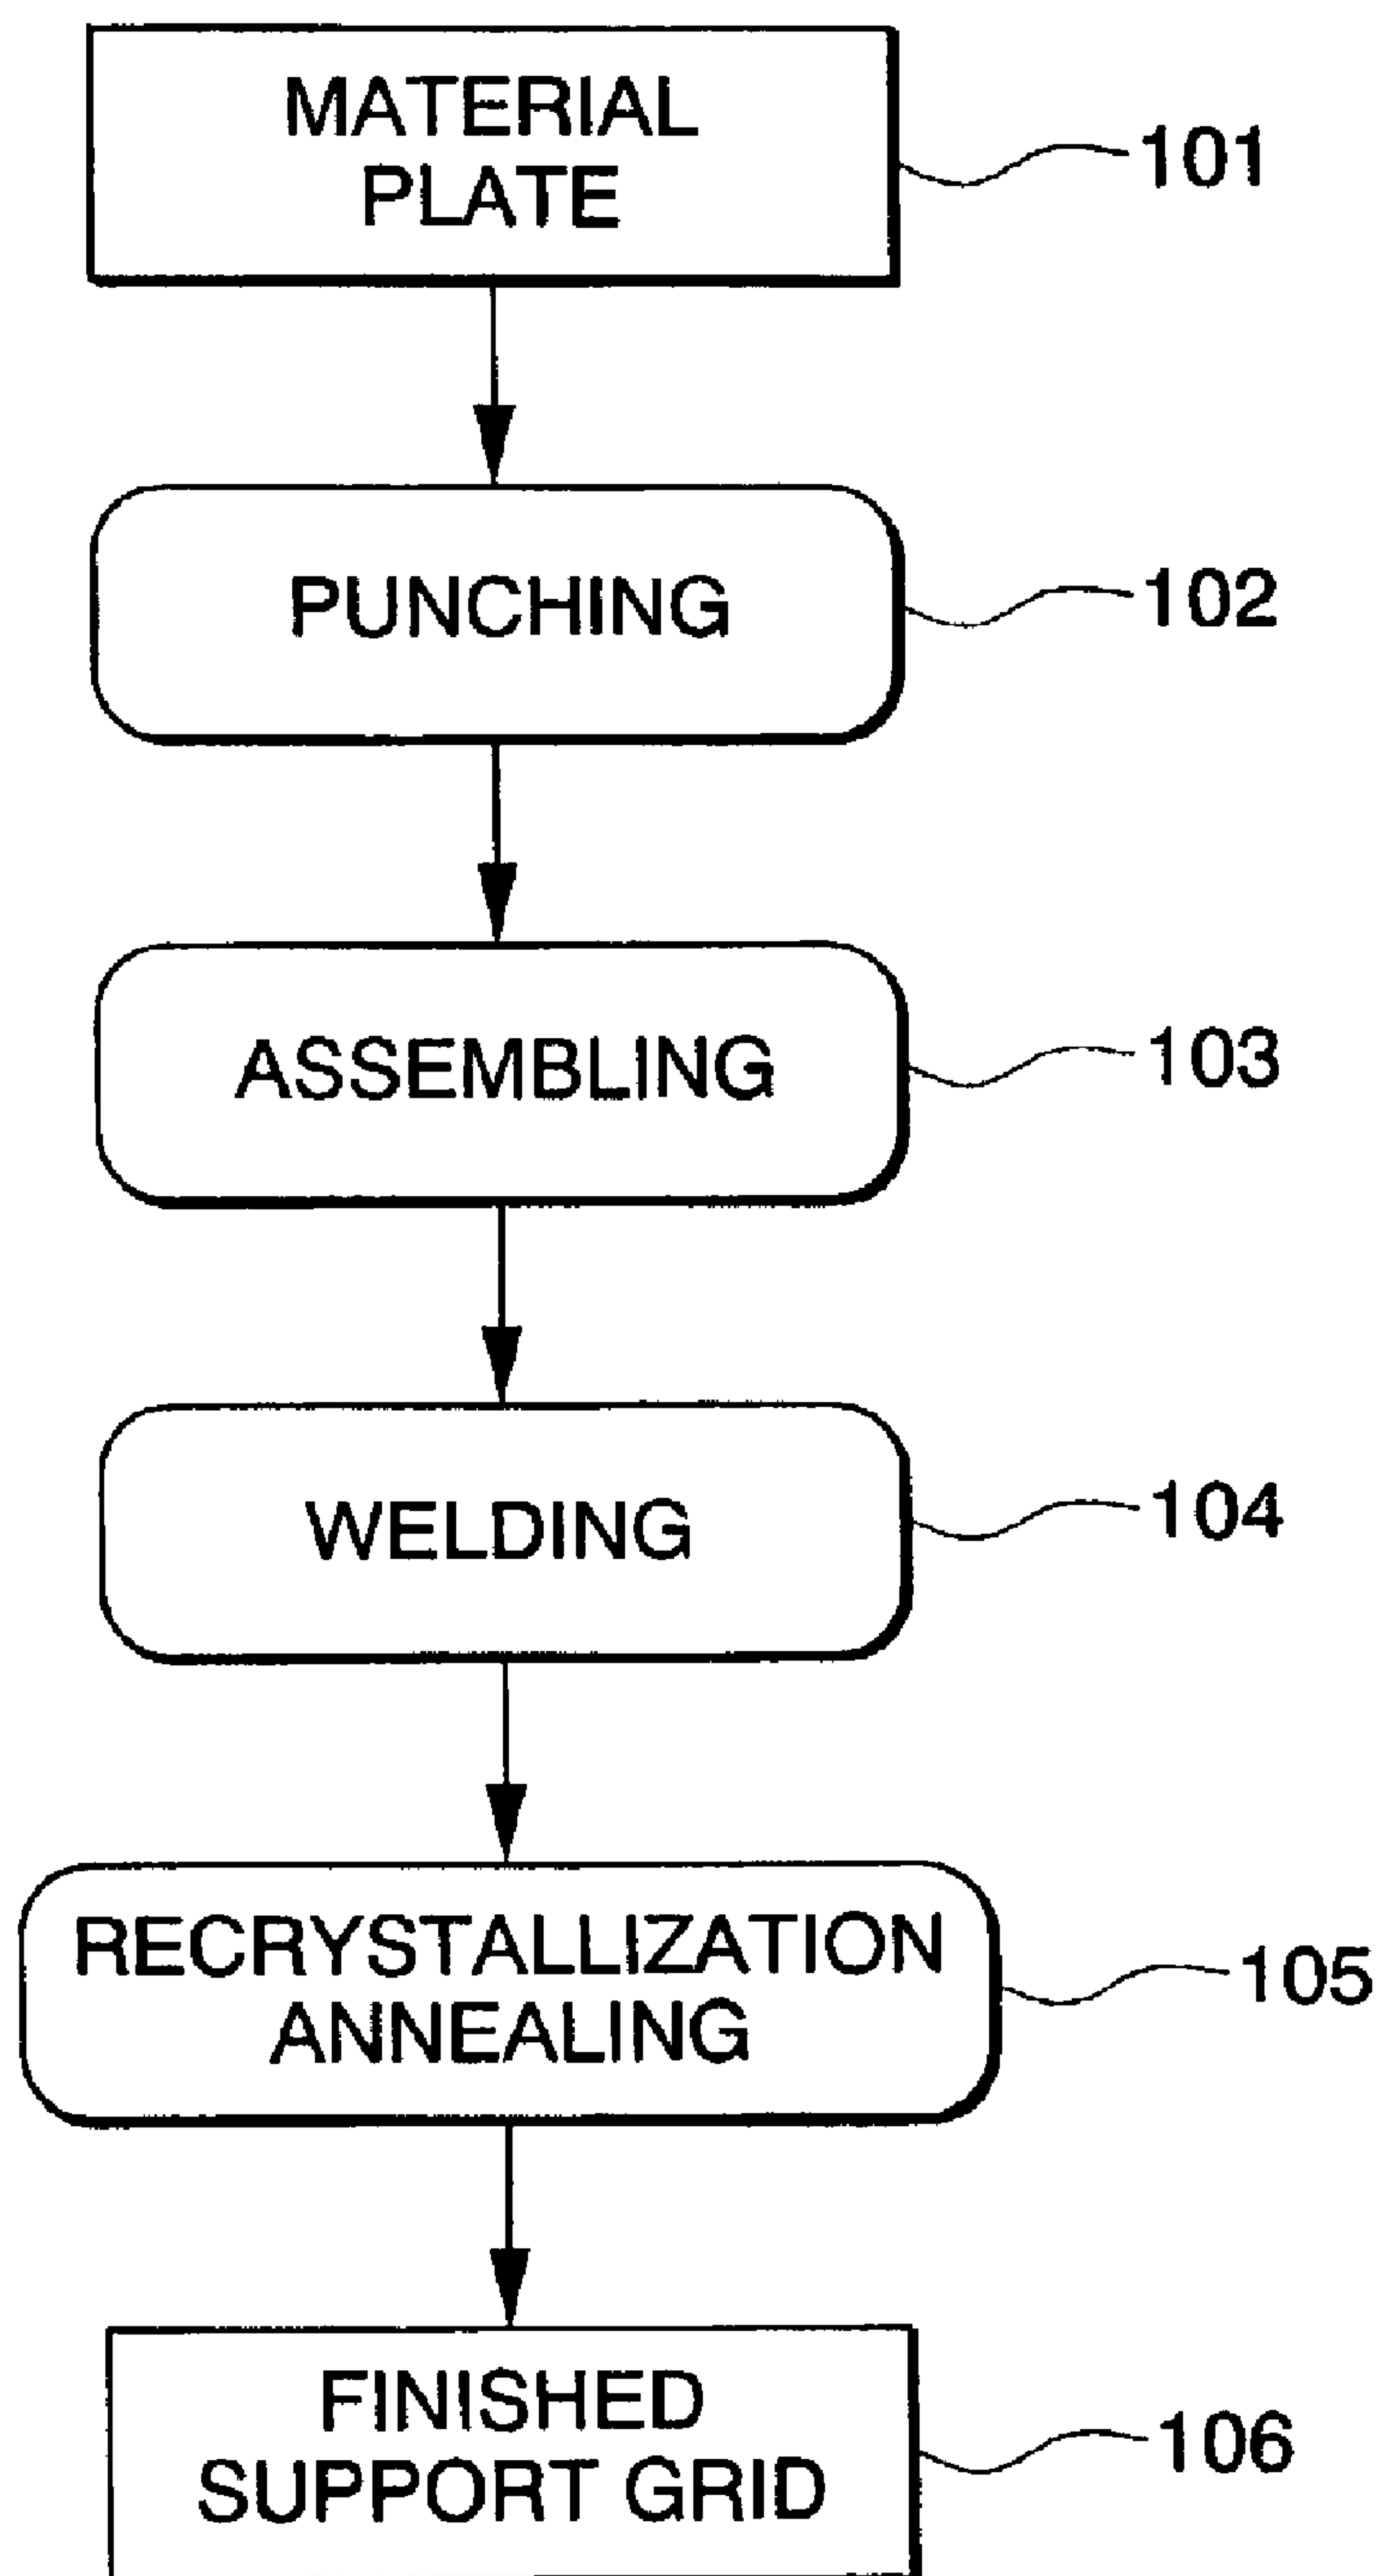 MATERIAL
PLATE
101
PUNCHING
102
ASSEMBLING
103
WELDING
104
RECRYSTALLIZATION
ANNEALING
105
FINISHED
SUPPORT GRID
106